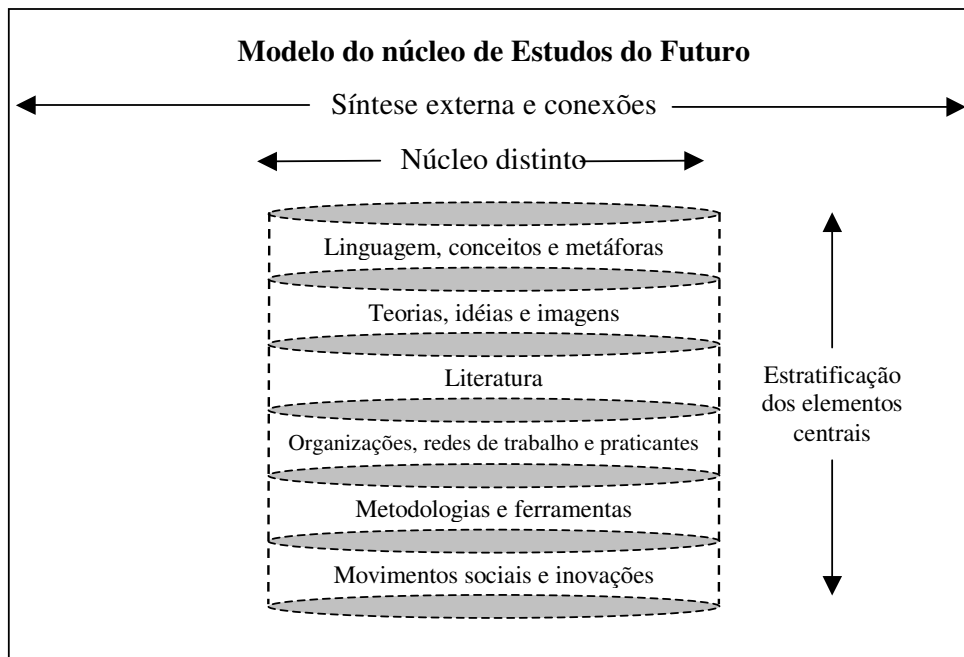 Modelo do núcleo de Estudos do Futuro
Síntese externa e conexões
Núcleo distinto
Linguagem, conceitos e metáforas
Teorias, idéias e imagens
Literatura
Organizações, redes de trabalho e praticantes
Metodologias e ferramentas
Movimentos sociais e inovações
Estratificação
dos elementos
centrais